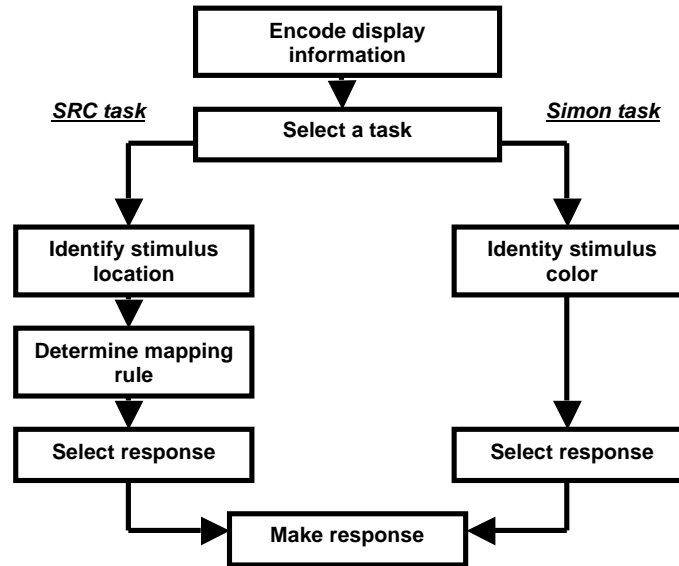 Encode display
information
SRC task
Simon task
Select a task
Identify stimulus
location
Identity stimulus
color
Determine mapping
rule
Select response
Select response
Make response